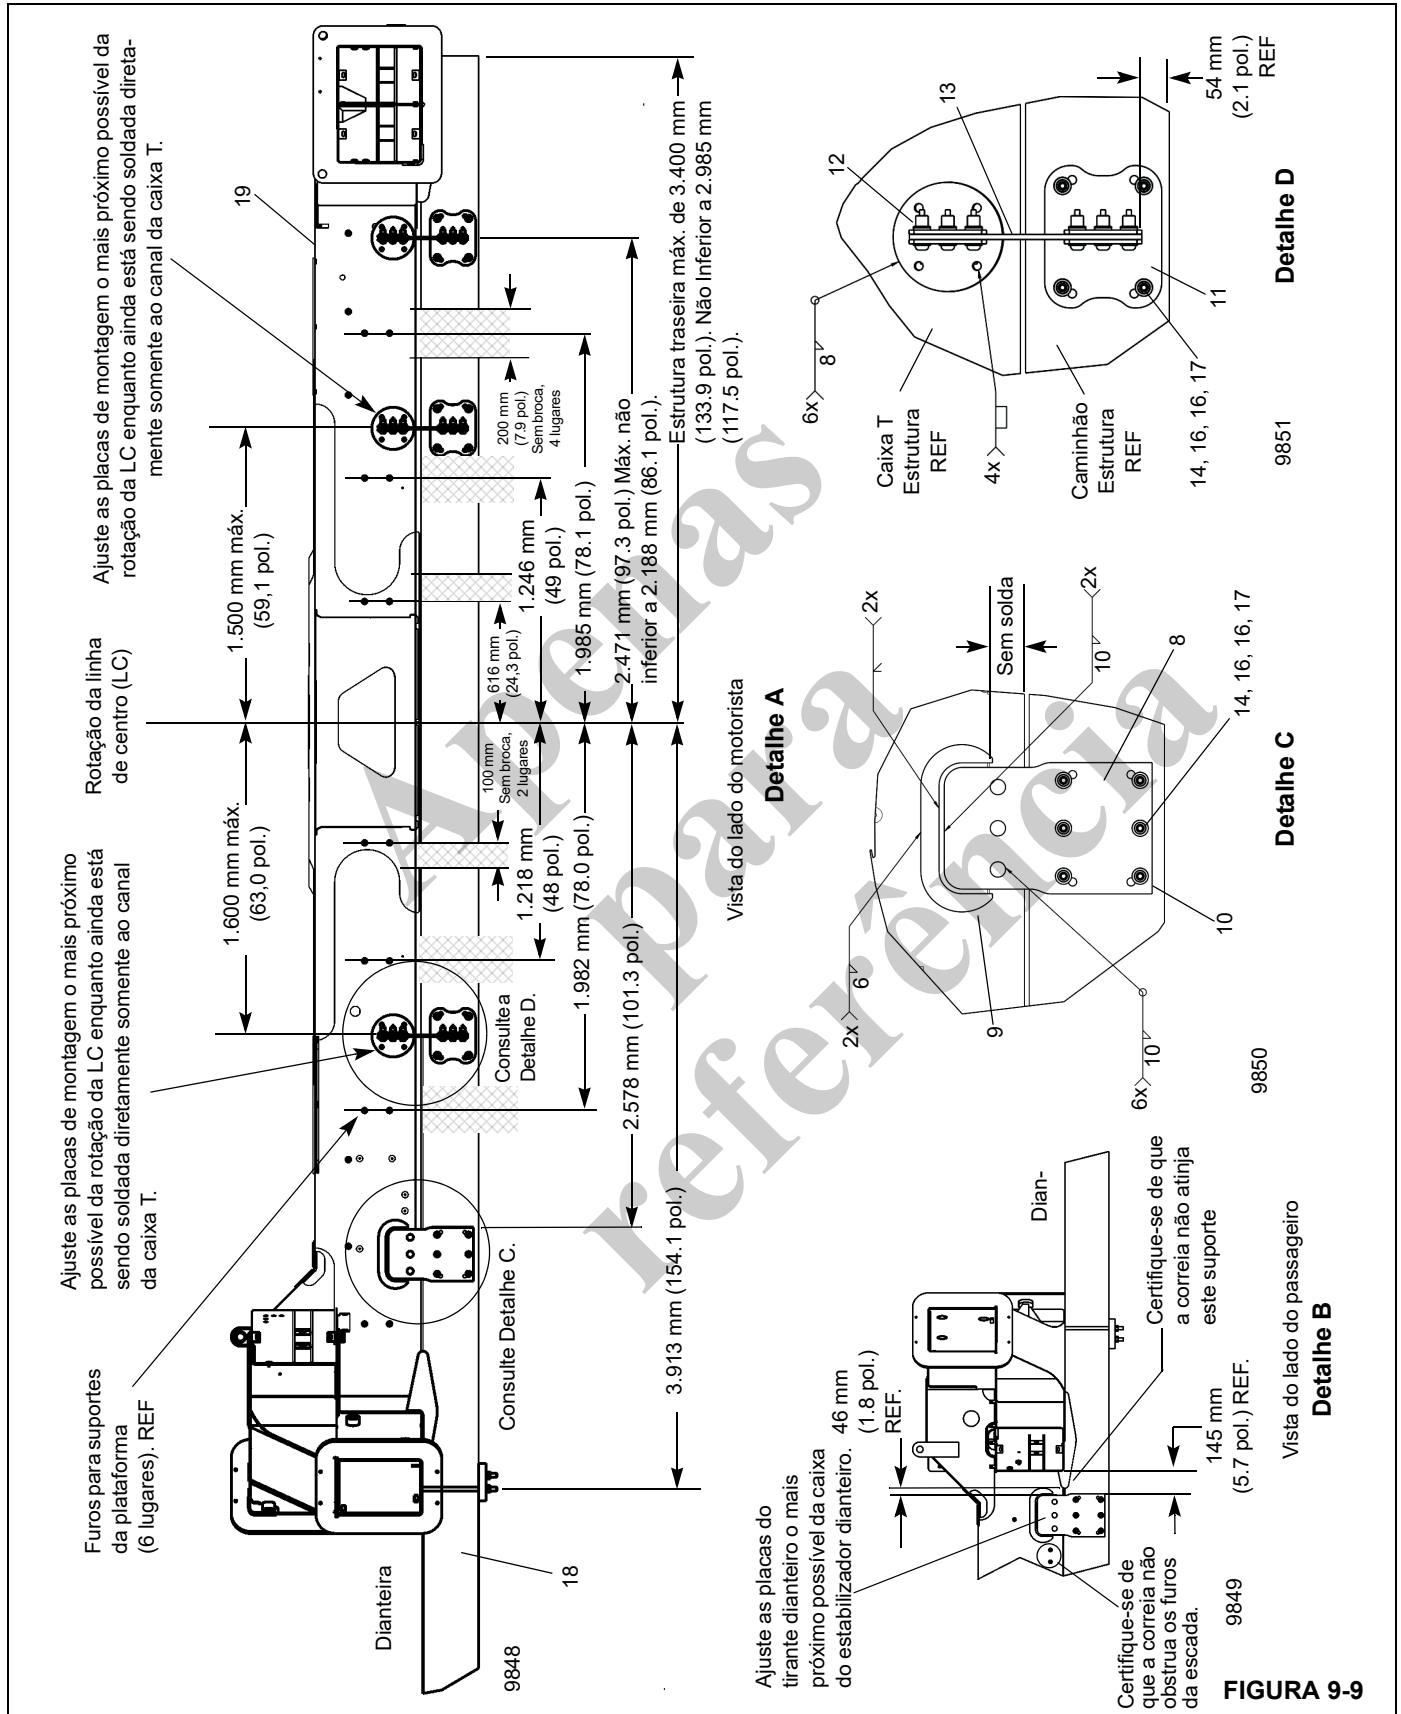 Ajuste as placas de montagem o mais próximo possível da
rotação da LC enquanto ainda está sendo soldada direta-
mente somente ao canal da caixa T.
19
Rotação da linha
de centro (LC)
Ajuste as placas de montagem o mais próximo
possível da rotação da LC enquanto ainda está
sendo soldada diretamente somente ao canal
da caixa T.
Furos para suportes
da plataforma
(6 lugares). REF
1.600 mm máx.
(63,0 pol.)
1.500 mm máx.
(59,1 pol.)
Dianteira
18
9848
Consulte Detalhe C.
Consulte a
Detalhe D.
100 mm
Sem broca,
2 lugares
616 mm
(24,3 pol.)
200 mm
(7.9 pol.)
Sem broca,
4 lugares
1.218 mm
(48 pol.)
1.246 mm
(49 pol.)
1.982 mm (78.0 pol.)
1.985 mm (78.1 pol.)
2.578 mm (101.3 pol.)
2.471 mm (97.3 pol.) Máx. não
inferior a 2.188 mm (86.1 pol.).
3.913 mm (154.1 pol.)
Estrutura traseira máx. de 3.400 mm
(133.9 pol.). Não Inferior a 2.985 mm
(117.5 pol.).
Vista do lado do motorista
Detalhe A
Ajuste as placas do
tirante dianteiro o mais
próximo possível da caixa
do estabilizador dianteiro.
46 mm
(1.8 pol.)
REF.
Dian-
Certifique-se de que
a correia não atinja
este suporte
145 mm
(5.7 pol.) REF.
Certifique-se de
que a correia não
obstrua os furos
da escada.
9849
Vista do lado do passageiro
Detalhe B
2x
6
2x
Sem solda
2x
10
8
14, 16, 16, 17
10
9
6x
10
9850
Detalhe C
12
13
54 mm
(2.1 pol.)
REF
6x
8
Caixa T
Estrutura
REF
4x
Caminhão
Estrutura
REF
11
14, 16, 16, 17
9851
Detalhe D
Apenas
para
referência
FIGURA 9-9